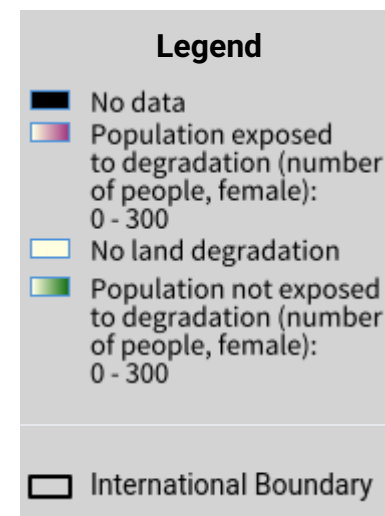 Legend
No data
Population exposed
to degradation (number
of people, female):
0 - 300
No land degradation
Population not exposed
to degradation (number
of people, female):
0 - 300
International Boundary